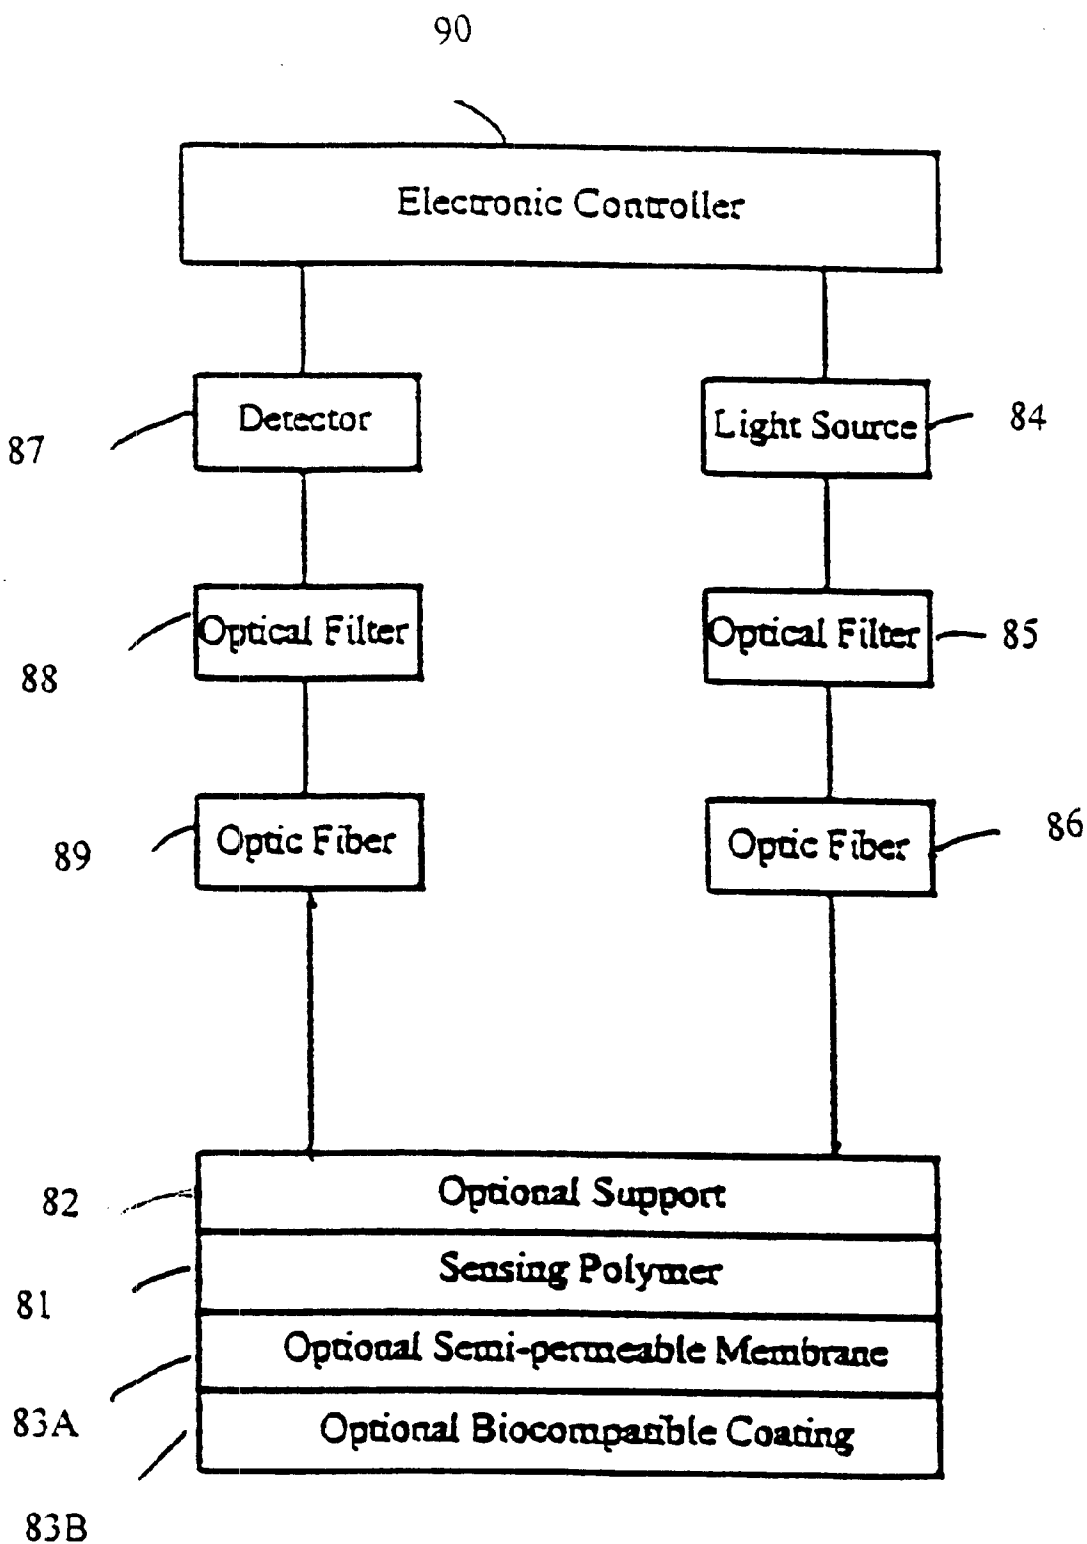 90
Electronic Controller
Detector
Light Source
84
87
Optical Filter
Optical Filter
85
88
Optic Fiber
Optic Fiber
86
89
82
Optional Support
Sensing Polymer
81
Optional Semi-permeable Membrane
83A
Optional Biocompatible Coating
83B